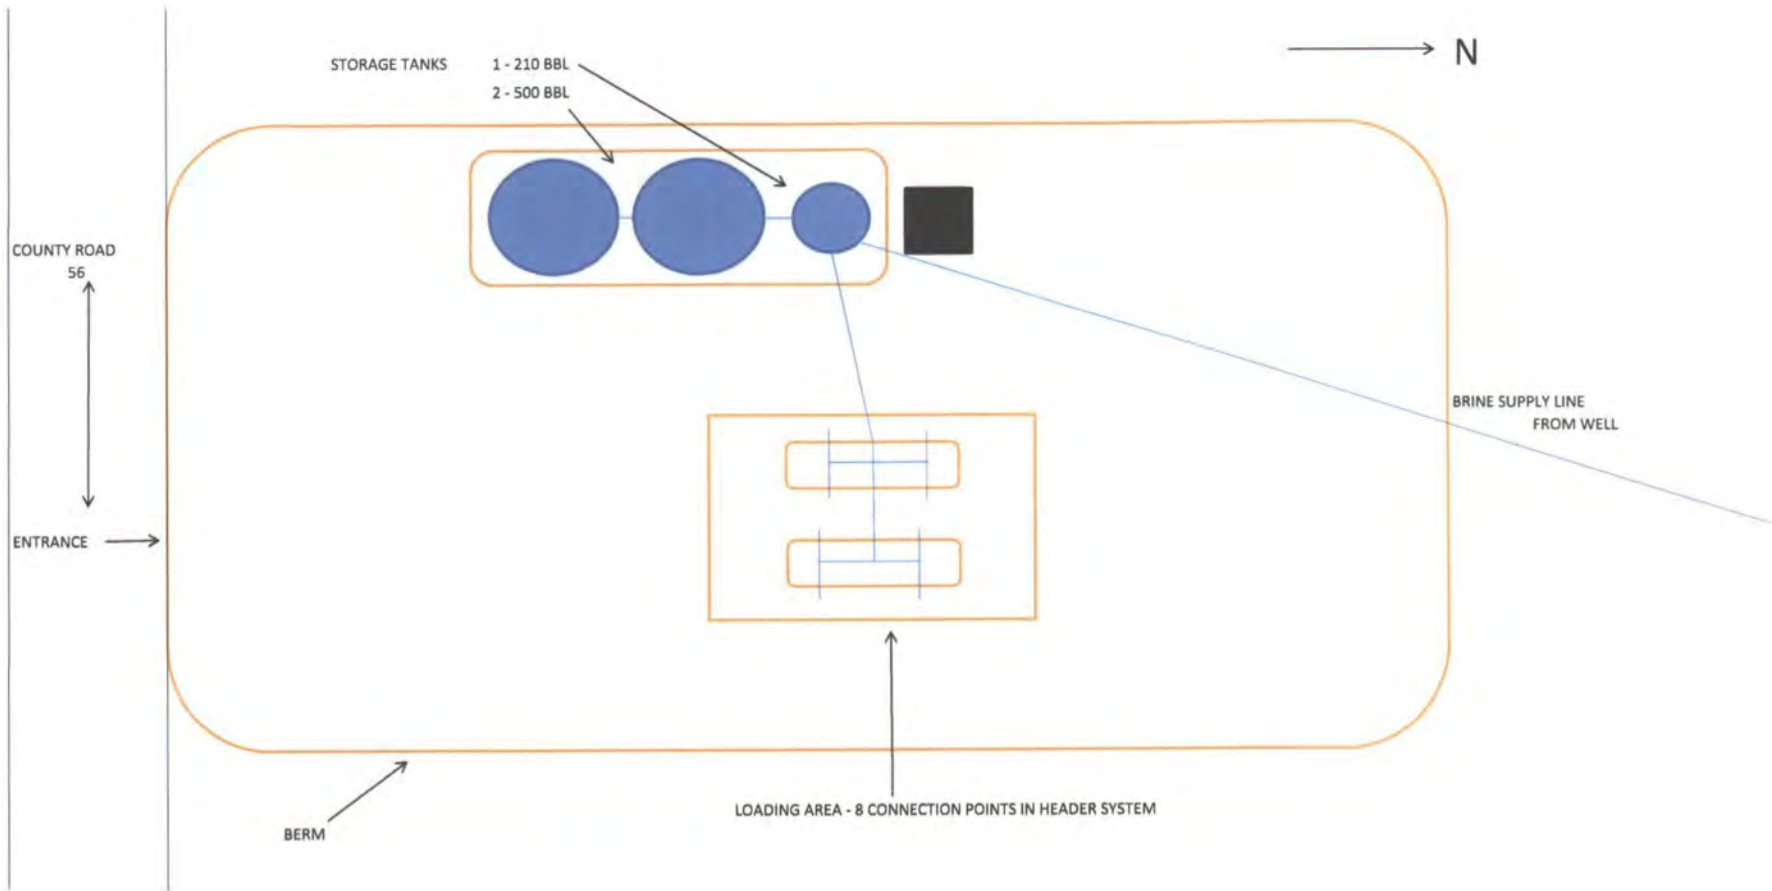 N
STORAGE TANKS 1 - 210 BBL
2 - 500 BBL
COUNTY ROAD
56
BRINE SUPPLY LINE
FROM WELL
ENTRANCE
LOADING AREA - 8 CONNECTION POINTS IN HEADER SYSTEM
BERM